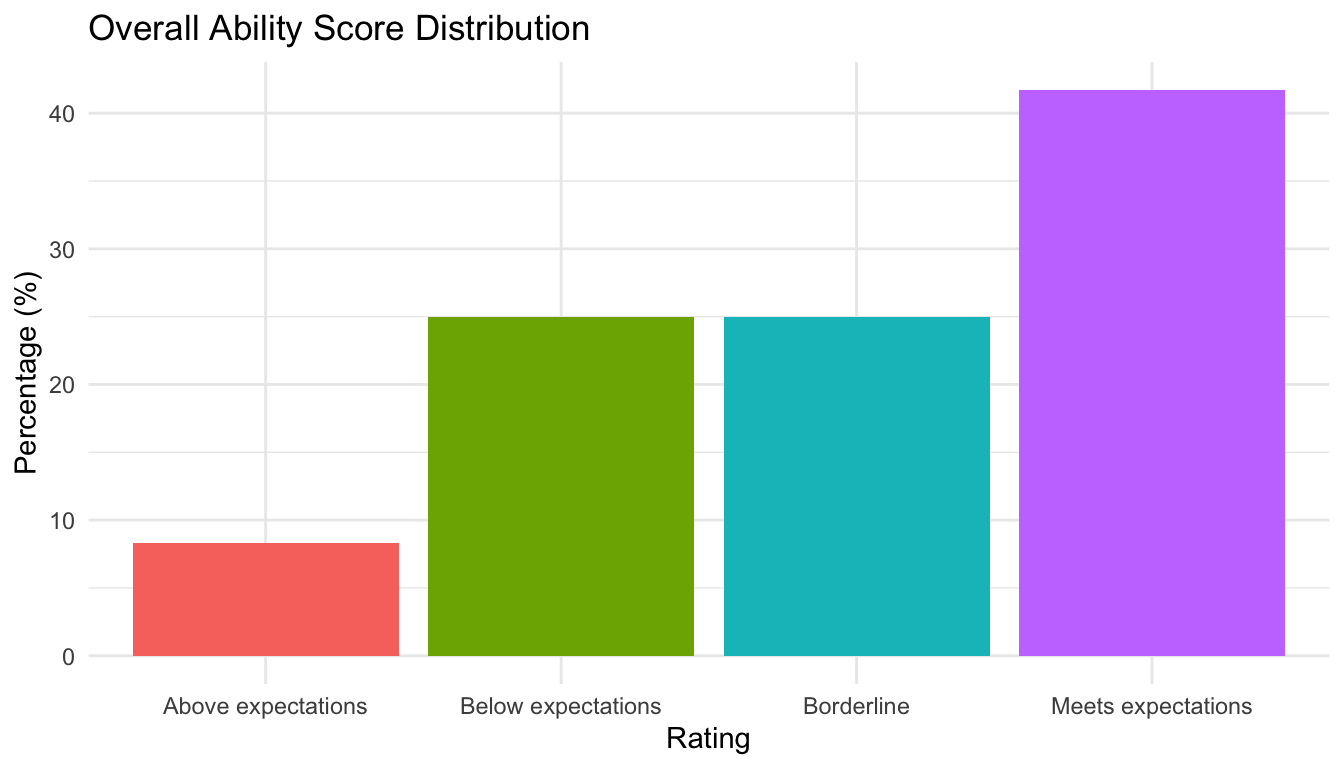 Overall Ability Score Distribution
Percentage (%)
40
30
20
10
0
Above expectations
Below expectations
Borderline
Meets expectations
Rating